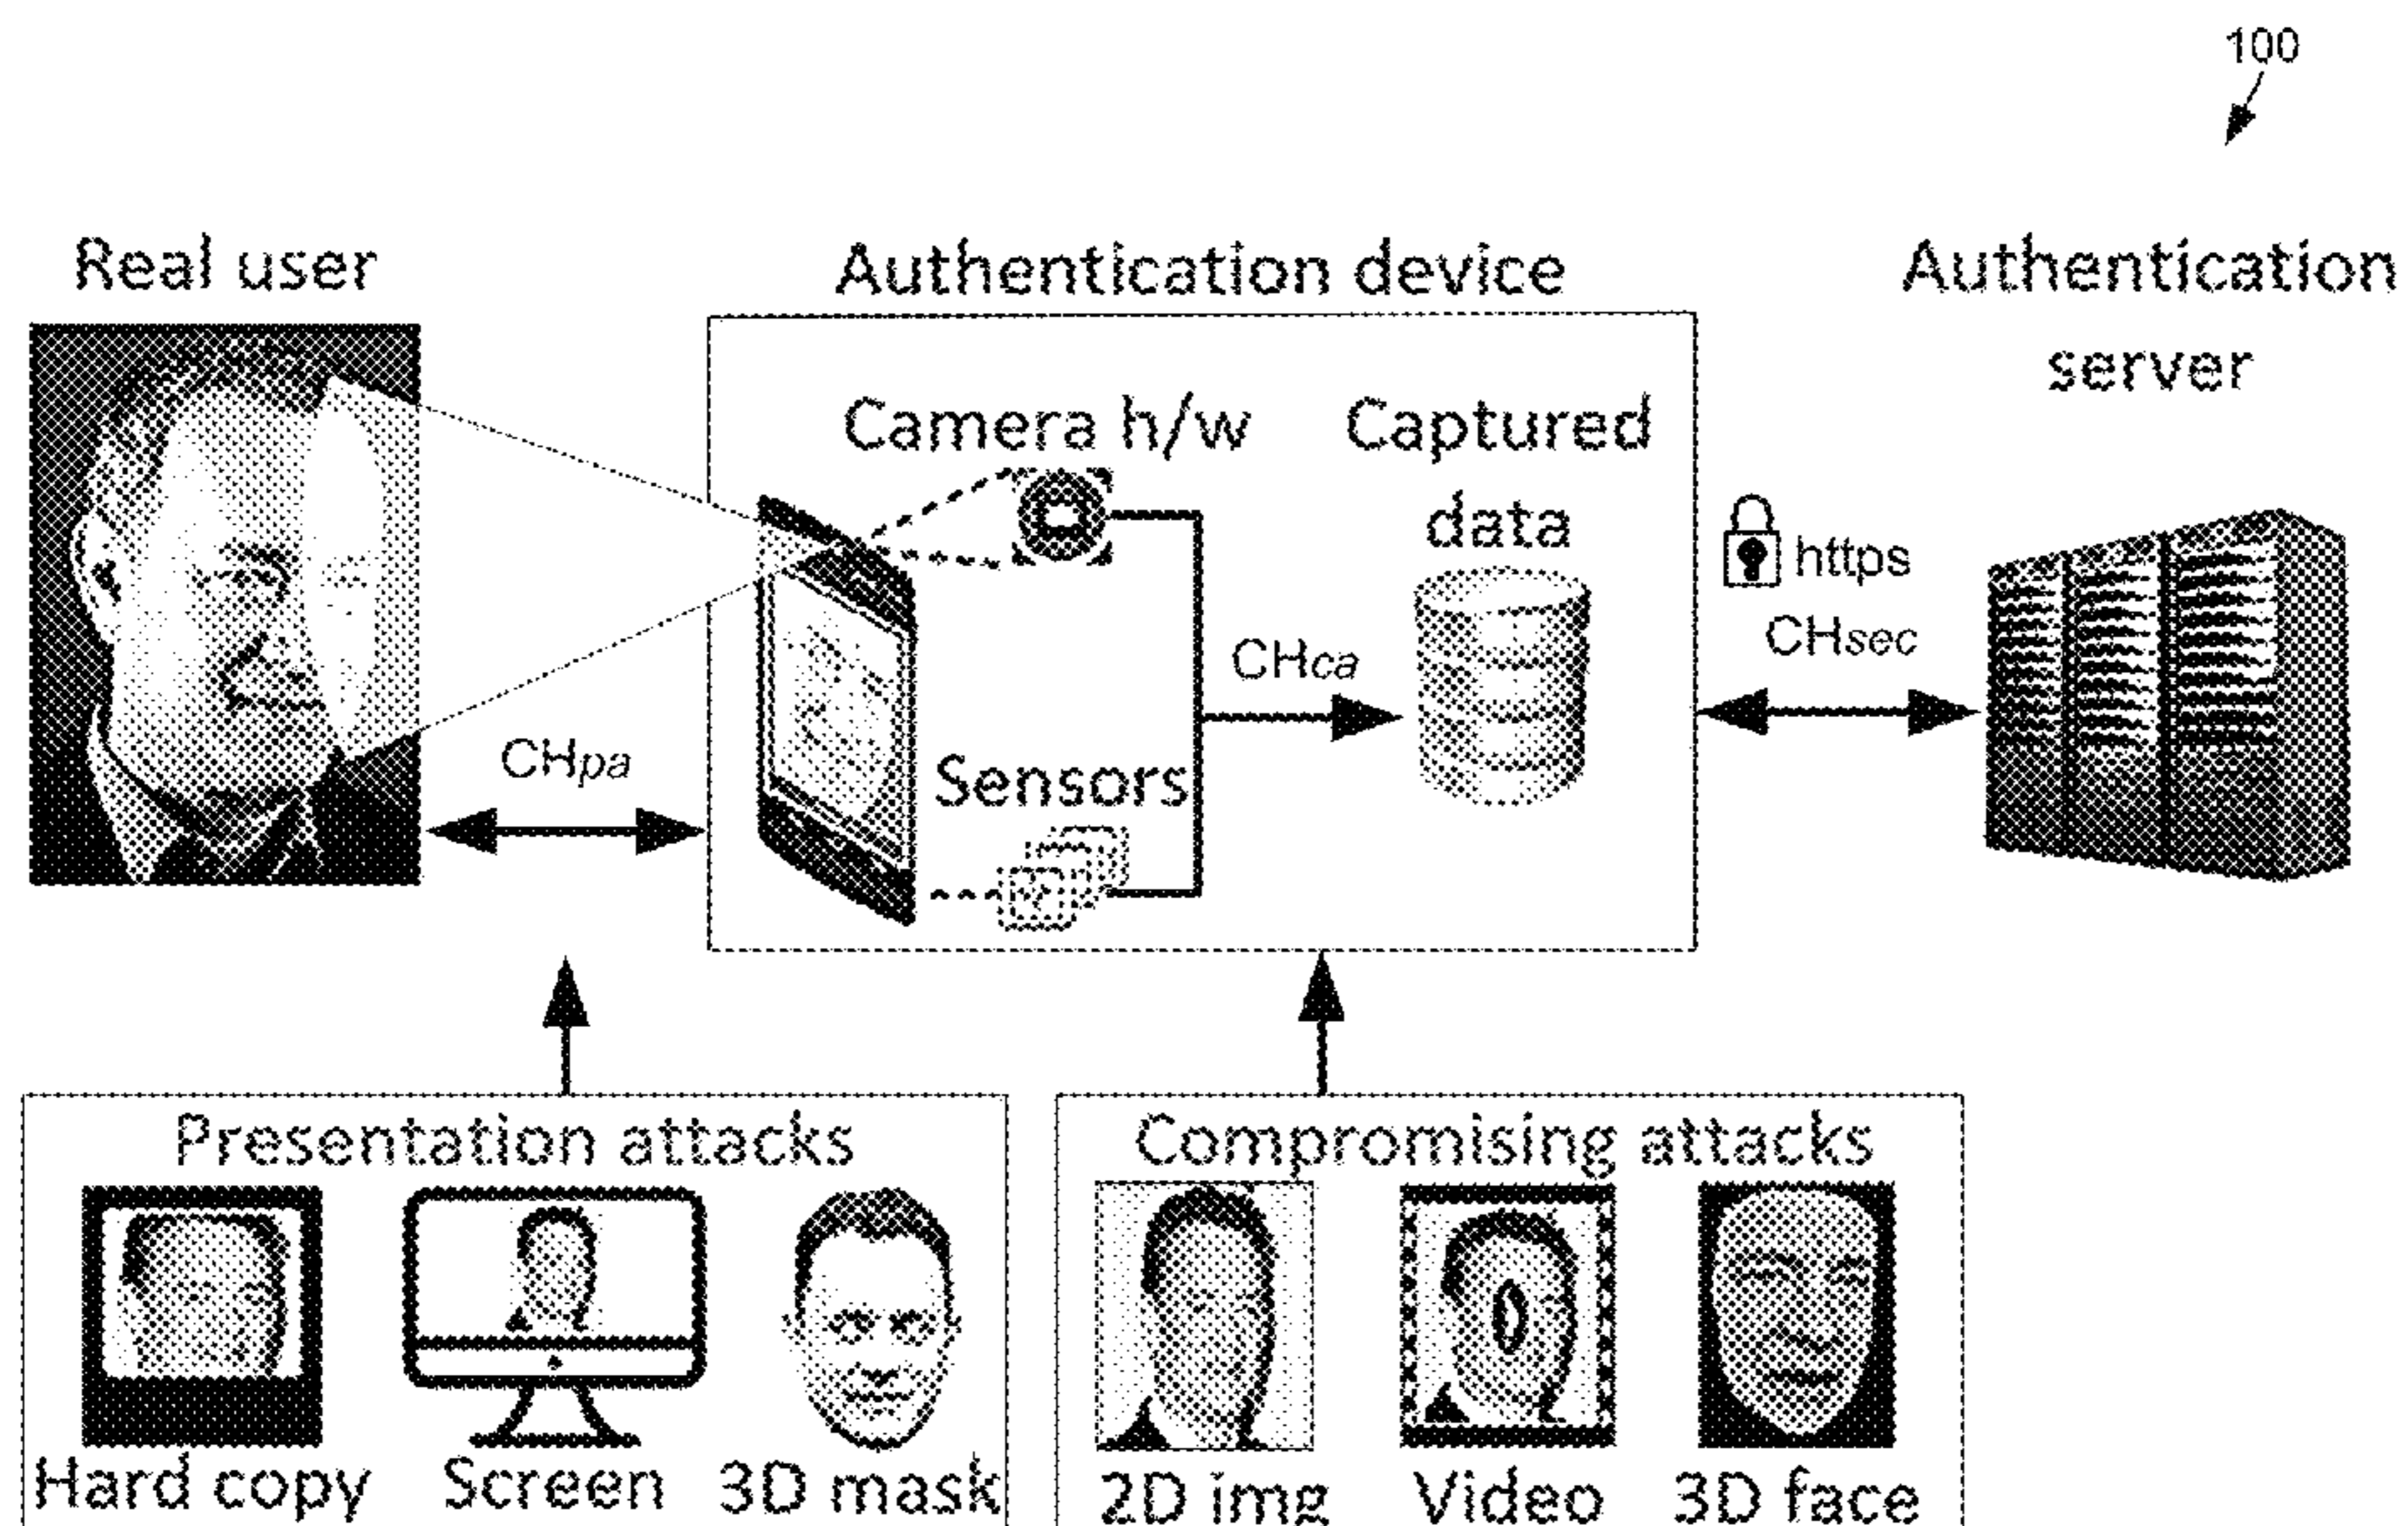 100
Real user
Authentication device
Authentication
server
Camera h/w
Captured
data
https
CHsec
CHca
CHpa
Sensors
Presentation attacks
Compromising attacks
Hard copy
Screen
3D mask
2D img
Video
3D face